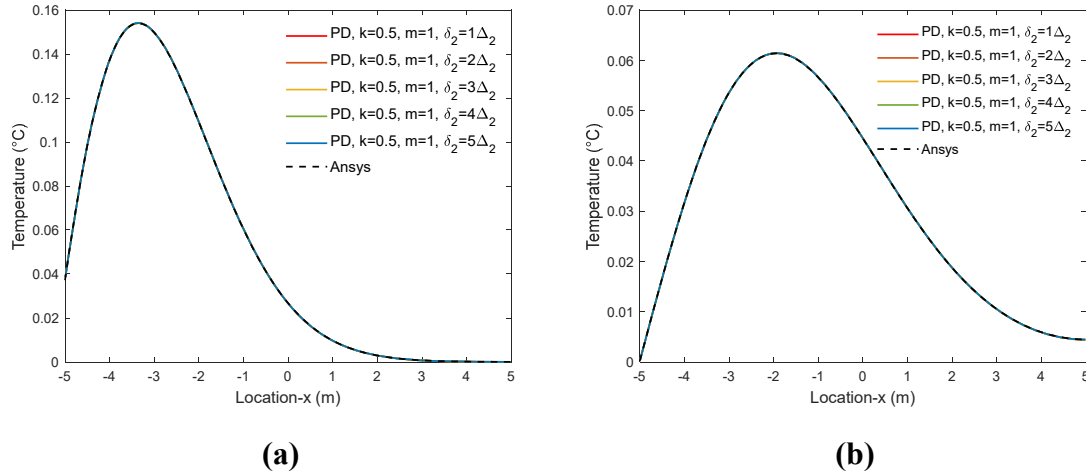 0.16
0.14
0.12
0.1
0.08
0.06
0.04
0.02
0
Temperature (°C)
PD, k=0.5, m=1, δ₂=1Δ₂
PD, k=0.5, m=1, δ₂=2Δ₂
PD, k=0.5, m=1, δ₂=3Δ₂
PD, k=0.5, m=1, δ₂=4Δ₂
PD, k=0.5, m=1, δ₂=5Δ₂
Ansys
-5 -4 -3 -2 -1 0 1 2 3 4 5
Location-x (m)
(a)
0.07
0.06
0.05
0.04
0.03
0.02
0.01
0
Temperature (°C)
PD, k=0.5, m=1, δ₂=1Δ₂
PD, k=0.5, m=1, δ₂=2Δ₂
PD, k=0.5, m=1, δ₂=3Δ₂
PD, k=0.5, m=1, δ₂=4Δ₂
PD, k=0.5, m=1, δ₂=5Δ₂
Ansys
-5 -4 -3 -2 -1 0 1 2 3 4 5
Location-x (m)
(b)